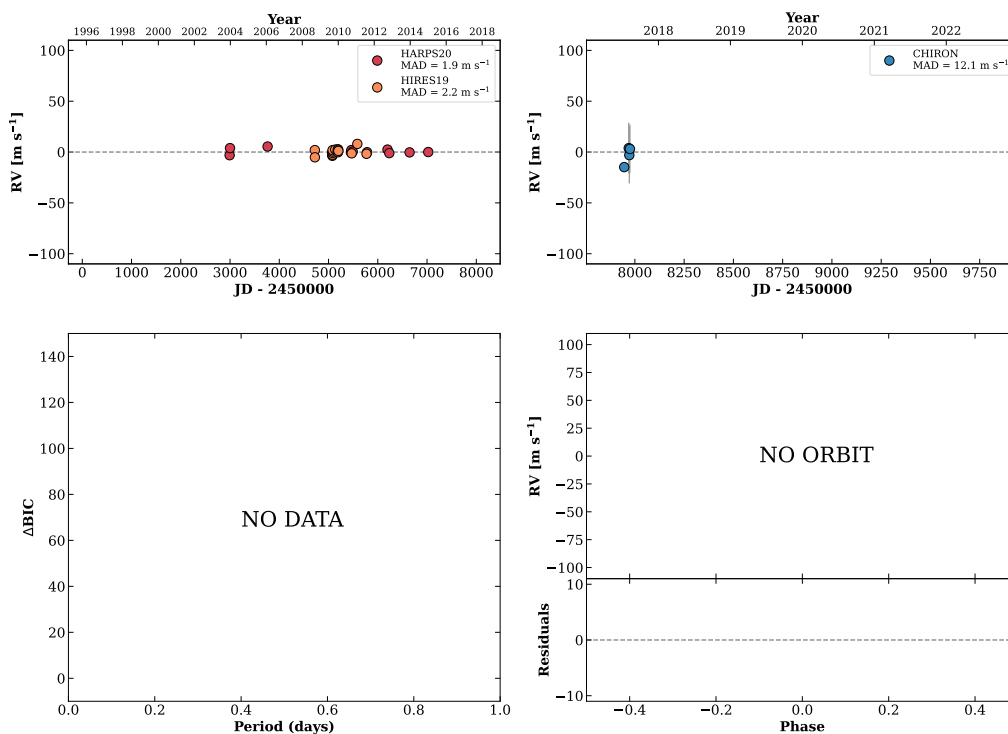 Year
1996 1998 2000 2002 2004 2006 2008 2010 2012 2014 2016 2018
HARPS20
MAD = 1.9 m s⁻¹
HIRES19
MAD = 2.2 m s⁻¹
RV [m s⁻¹]
100
50
0
−50
−100
0 1000 2000 3000 4000 5000 6000 7000 8000
JD - 2450000
Year
2018 2019 2020 2021 2022
CHIRON
MAD = 12.1 m s⁻¹
RV [m s⁻¹]
100
50
0
−50
−100
8000 8250 8500 8750 9000 9250 9500 9750
JD - 2450000
ΔBIC
140
120
100
80
60
40
20
0
NO DATA
0.0 0.2 0.4 0.6 0.8 1.0
Period (days)
RV [m s⁻¹]
100
75
50
25
0
−25
−50
−75
−100
NO ORBIT
Residuals
10
0
−10
−0.4 −0.2 0.0 0.2 0.4
Phase